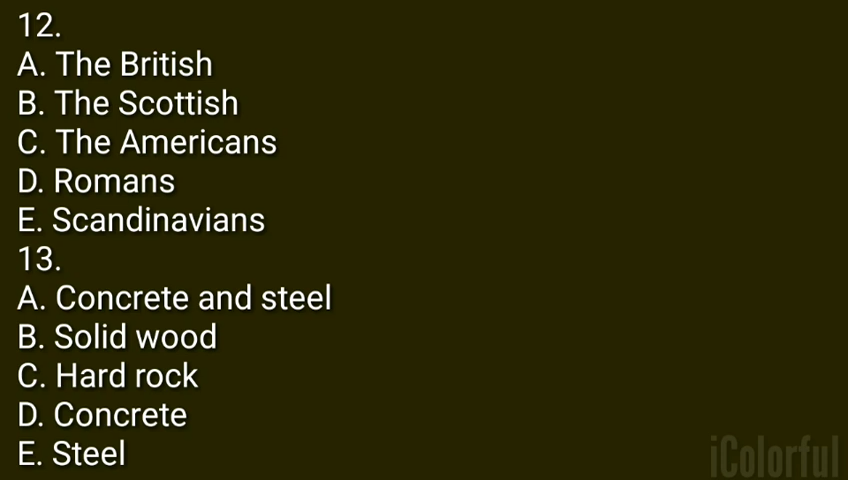 12.
A. The British
B. The Scottish
C. The Americans
D. Romans
E. Scandinavians
13.
A. Concrete and steel
B. Solid wood
C. Hard rock
D. Concrete
E. Steel
iColorful